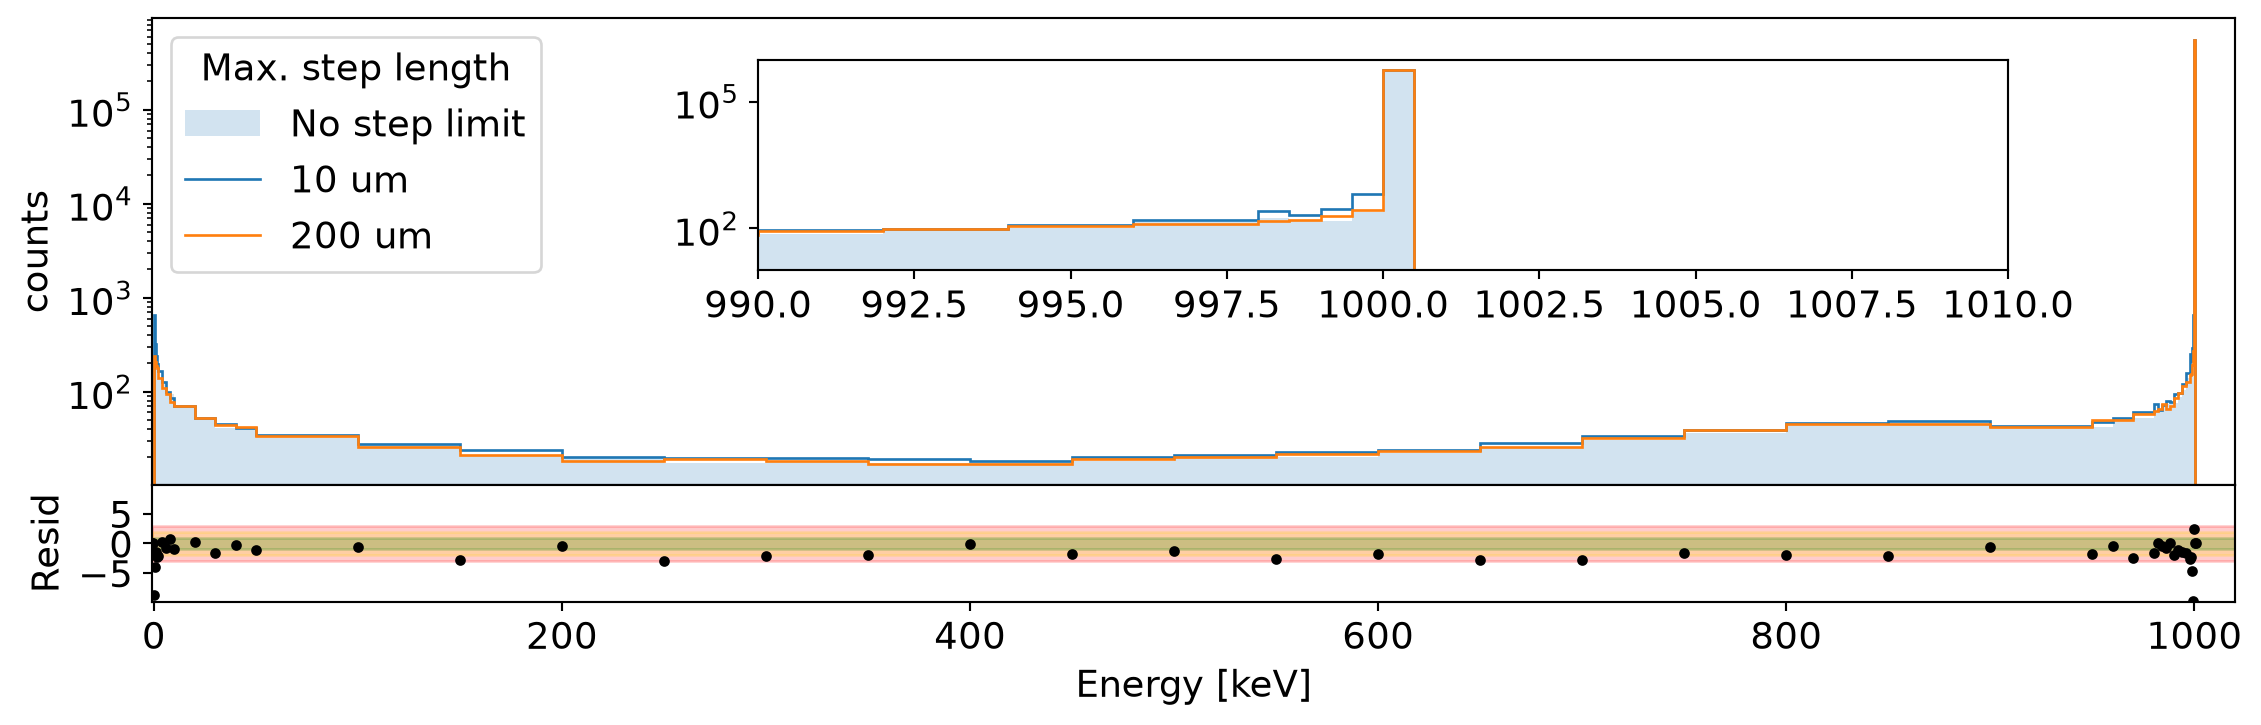 Max. step length
No step limit
10 um
200 um
counts
10^5
10^4
10^3
10^2
10^5
10^2
990.0 992.5 995.0 997.5 1000.0 1002.5 1005.0 1007.5 1010.0
Resid
5
0
−5
0 200 400 600 800 1000
Energy [keV]